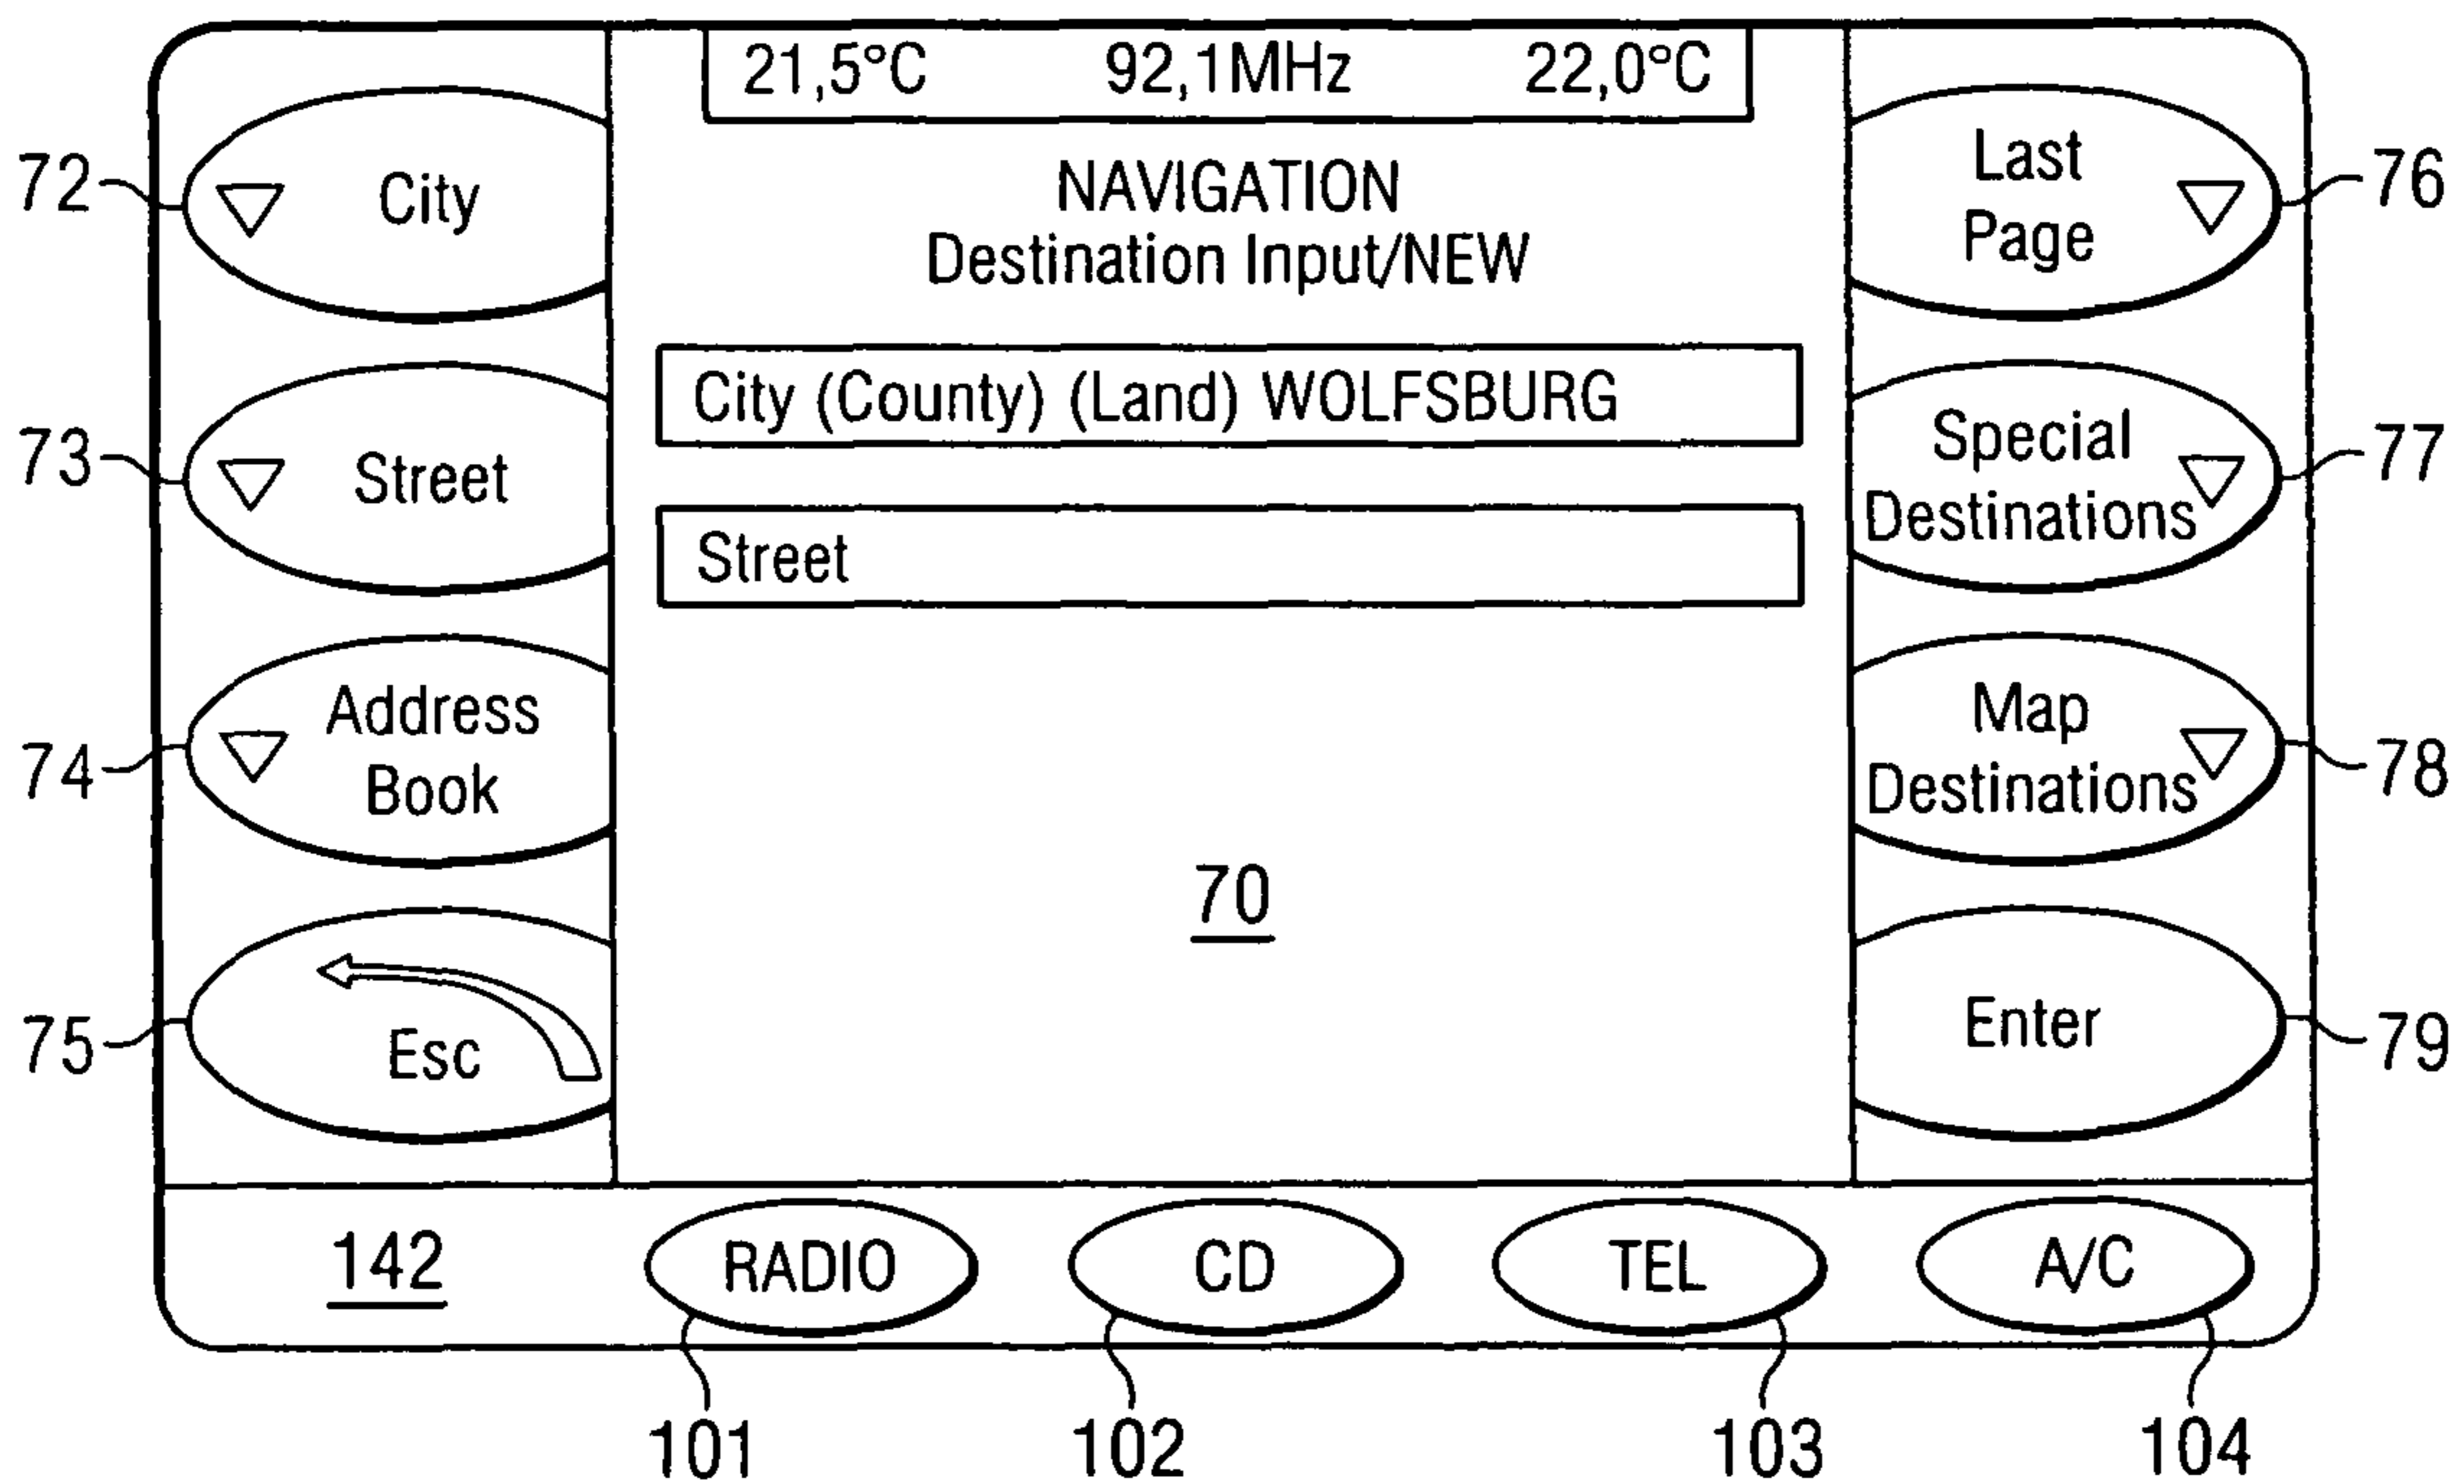 21,5°C 92,1MHz 22,0°C
NAVIGATION
Destination Input/NEW
City (County) (Land) WOLFSBURG
Street
70
72
City
73
Street
74
Address
Book
75
Esc
Last
Page
76
Special
Destinations
77
Map
Destinations
78
Enter
79
142
RADIO
CD
TEL
A/C
101
102
103
104